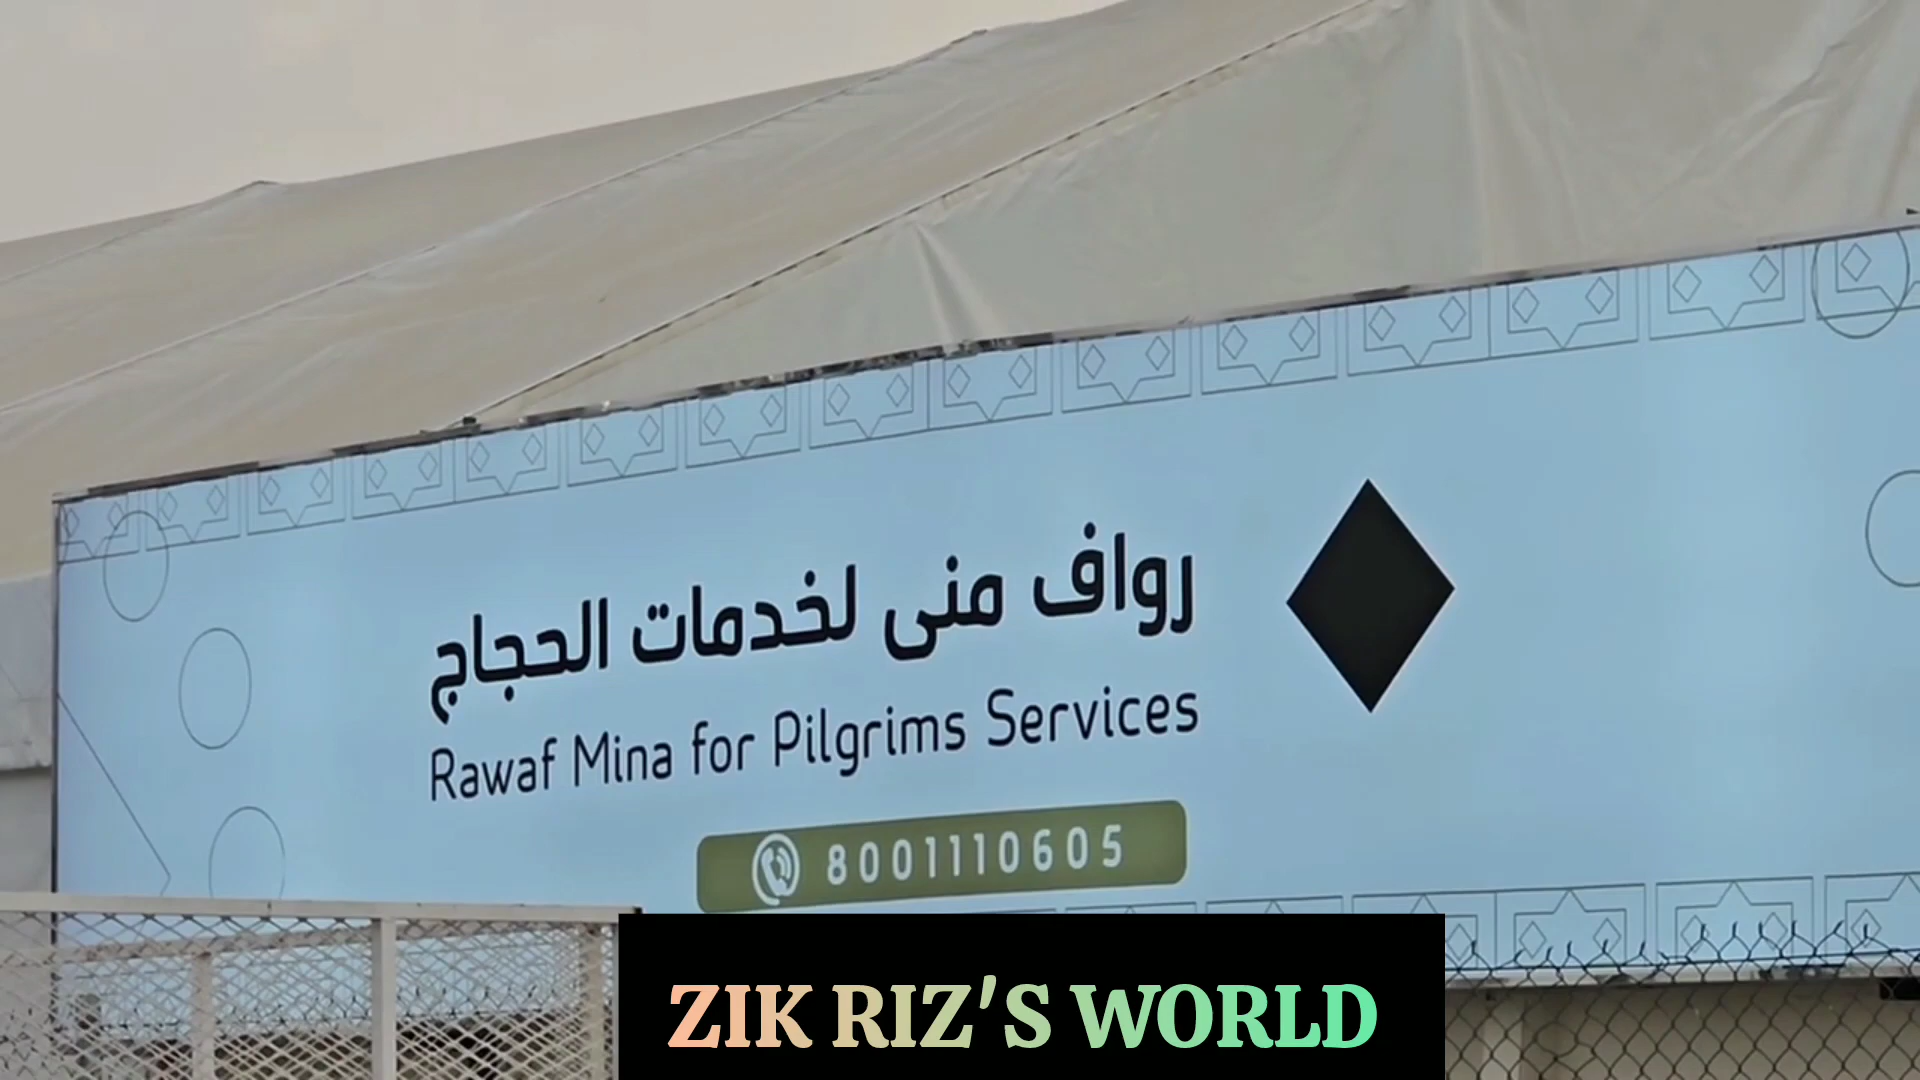 رواف منى لخدمات الحجاج
Rawaf Mina for Pilgrims Services
8001110605
ZIK RIZ'S WORLD